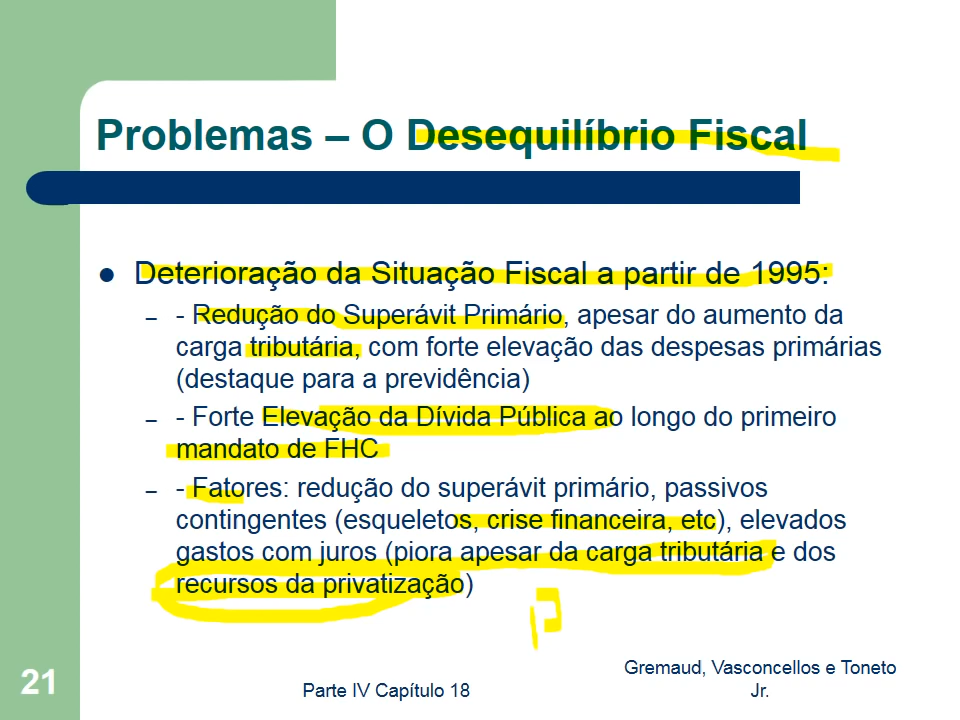 Problemas – O Desequilíbrio Fiscal
Deterioração da Situação Fiscal a partir de 1995:
– - Redução do Superávit Primário, apesar do aumento da
carga tributária, com forte elevação das despesas primárias
(destaque para a previdência)
– - Forte Elevação da Dívida Pública ao longo do primeiro
mandato de FHC
– - Fatores: redução do superávit primário, passivos
contingentes (esqueletos, crise financeira, etc), elevados
gastos com juros (piora apesar da carga tributária e dos
recursos da privatização)
21
Parte IV Capítulo 18
Gremaud, Vasconcellos e Toneto
Jr.